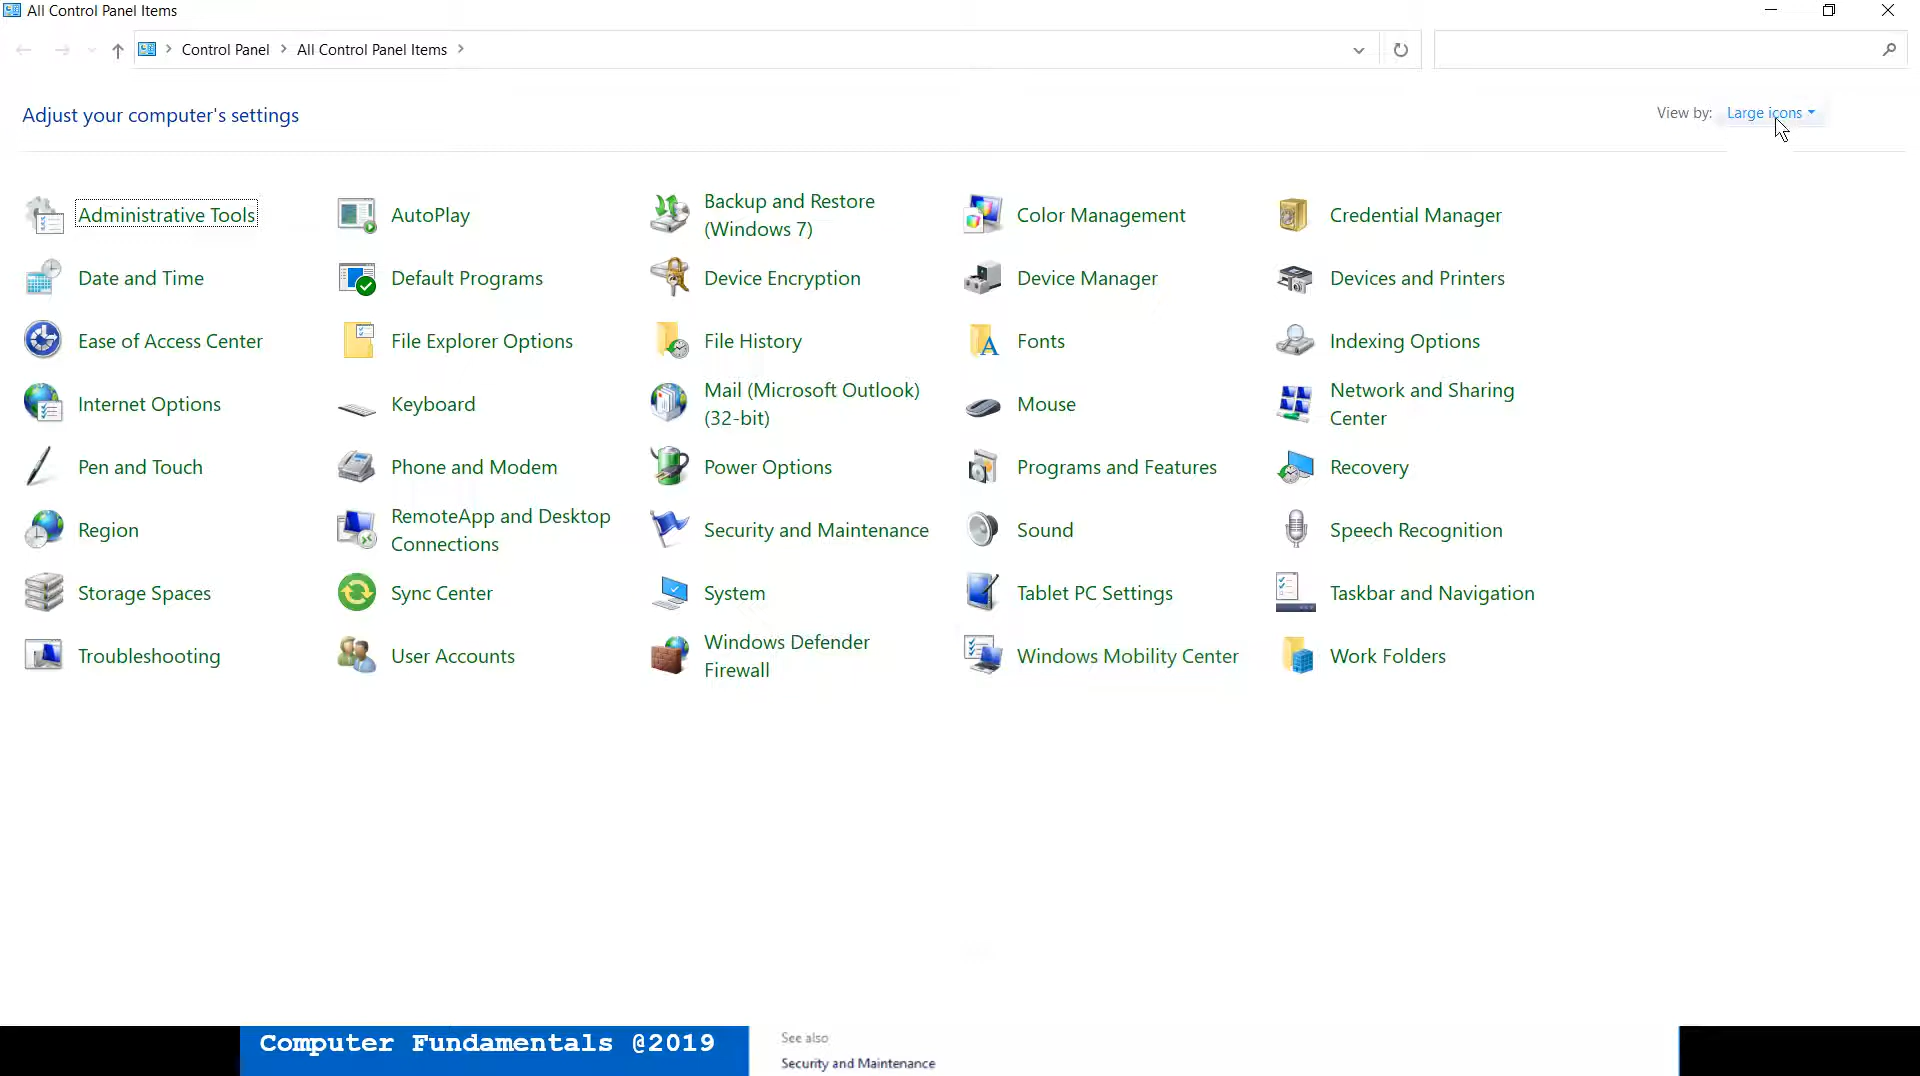 All Control Panel Items
Control Panel > All Control Panel Items >
Adjust your computer's settings
View by: Large icons
Administrative Tools
AutoPlay
Backup and Restore
(Windows 7)
Color Management
Credential Manager
Date and Time
Default Programs
Device Encryption
Device Manager
Devices and Printers
Ease of Access Center
File Explorer Options
File History
Fonts
Indexing Options
Internet Options
Keyboard
Mail (Microsoft Outlook)
(32-bit)
Mouse
Network and Sharing
Center
Pen and Touch
Phone and Modem
Power Options
Programs and Features
Recovery
Region
RemoteApp and Desktop
Connections
Security and Maintenance
Sound
Speech Recognition
Storage Spaces
Sync Center
System
Tablet PC Settings
Taskbar and Navigation
Troubleshooting
User Accounts
Windows Defender
Firewall
Windows Mobility Center
Work Folders
Computer Fundamentals @2019
See also
Security and Maintenance